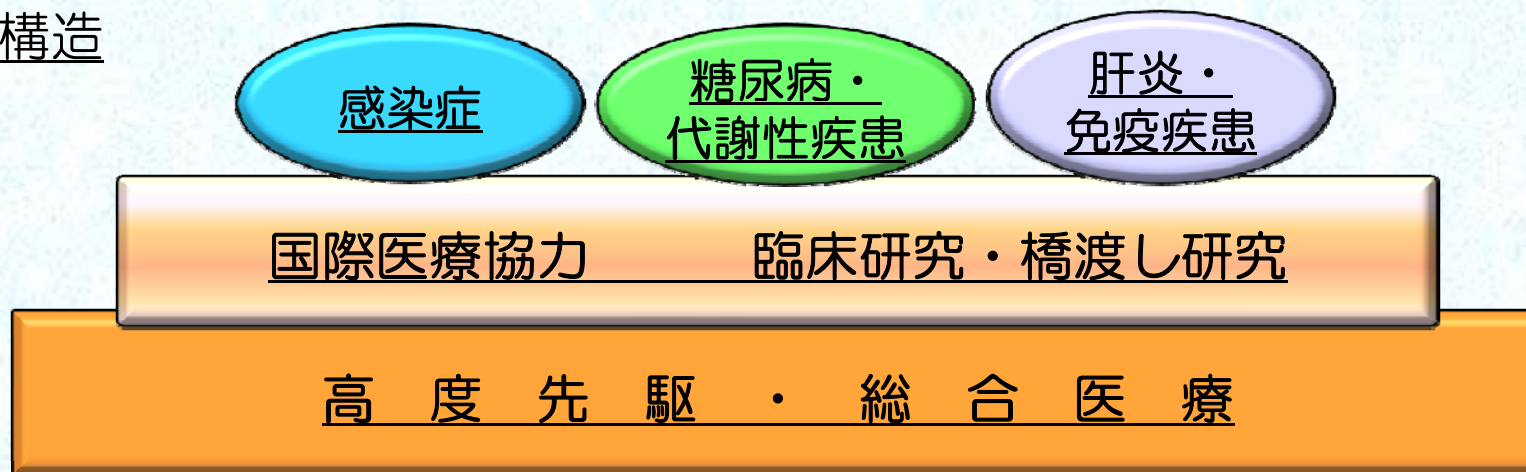 構造
感染症
糖尿病・
代謝性疾患
肝炎・
免疫疾患
国際医療協力　　　臨床研究・橋渡し研究
高　度　先　駆　・　総　合　医　療